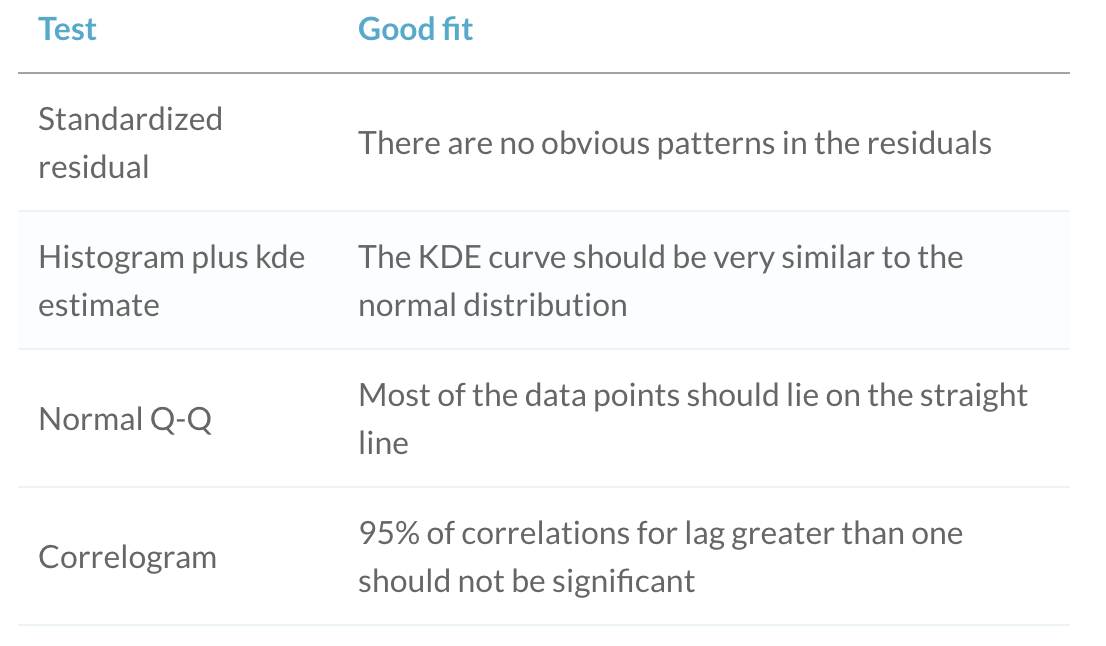 Test Good fit
Standardized
residual
There are no obvious patterns in the residuals
Histogram plus kde
estimate
The KDE curve should be very similar to the
normal distribution
Normal Q-Q
Most of the data points should lie on the straight
line
Correlogram
95% of correlations for lag greater than one
should not be significant